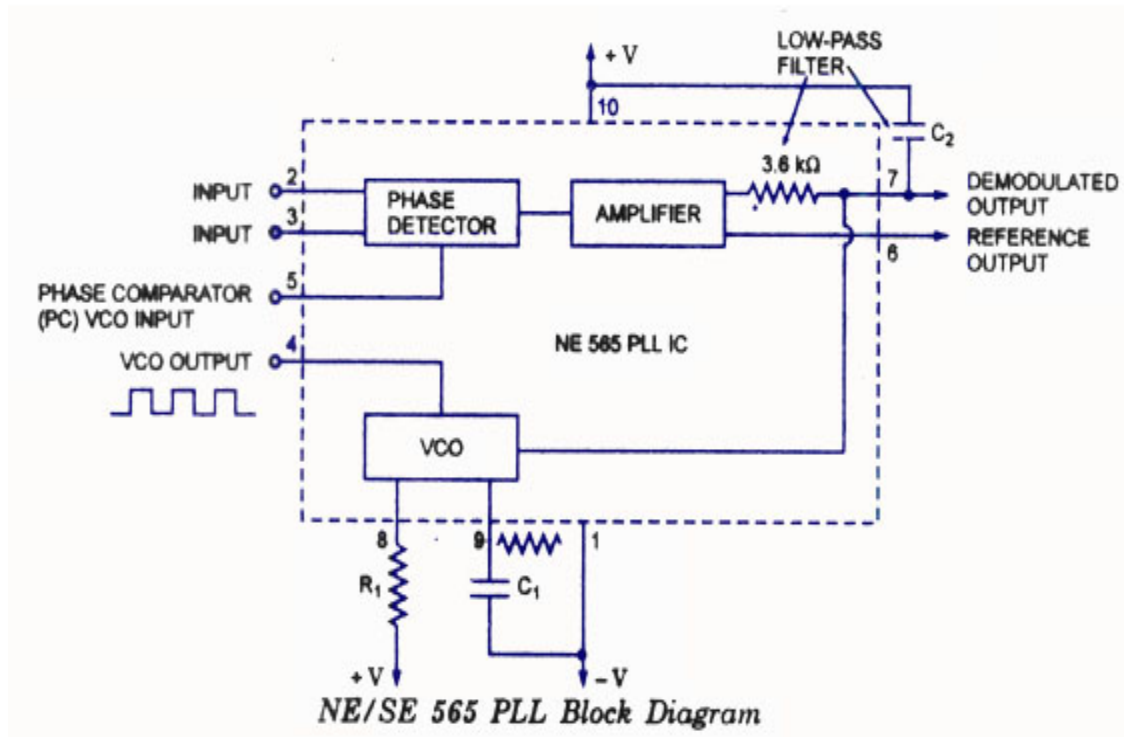 LOW-PASS
FILTER
+ V
10
C2
3.6 kΩ
2
INPUT
PHASE
DETECTOR
AMPLIFIER
7
DEMODULATED
OUTPUT
3
INPUT
6
REFERENCE
OUTPUT
5
PHASE COMPARATOR
(PC) VCO INPUT
NE 565 PLL IC
4
VCO OUTPUT
VCO
8
9
1
R1
C1
+ V
- V
NE/SE 565 PLL Block Diagram